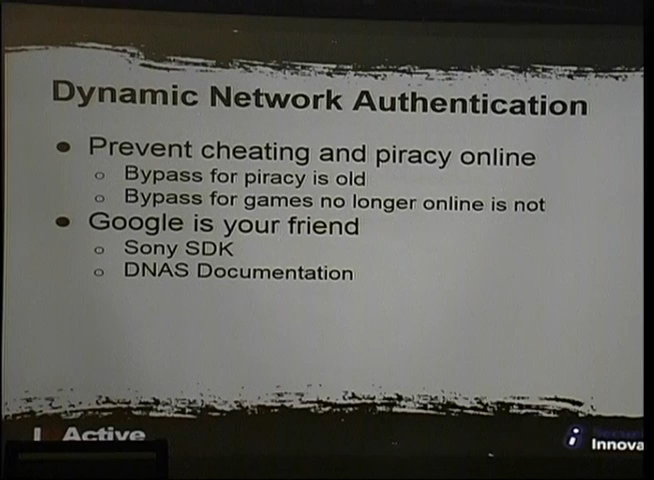 Dynamic Network Authentication
Prevent cheating and piracy online
Bypass for piracy is old
Bypass for games no longer online is not
Google is your friend
Sony SDK
DNAS Documentation
Active
Innova